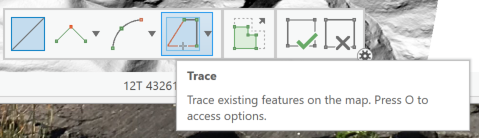 12T 43261
Trace
Trace existing features on the map. Press O to
access options.